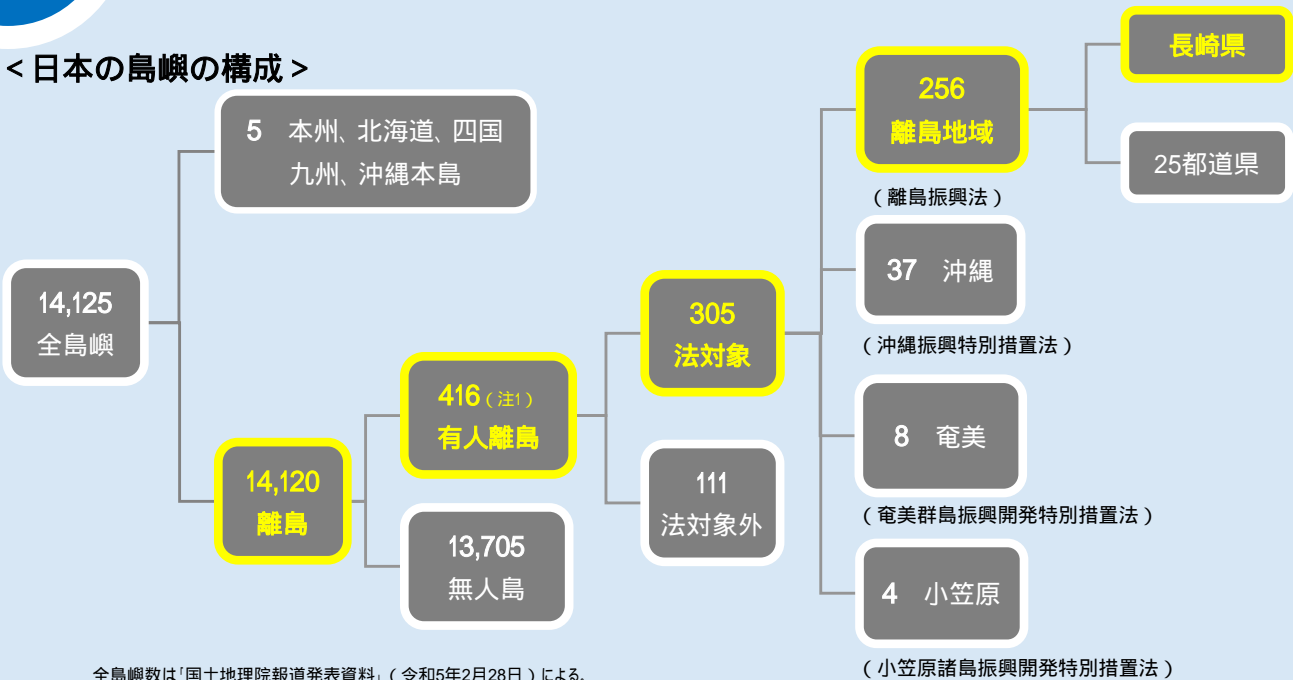 <日本の島嶼の構成>
5 本州、北海道、四国
九州、沖縄本島
14,125
全島嶼
14,120
離島
416(注1)
有人離島
13,705
無人島
305
法対象
111
法対象外
256
離島地域
(離島振興法)
37 沖縄
(沖縄振興特別措置法)
8 奄美
(奄美群島振興開発特別措置法)
4 小笠原
(小笠原諸島振興開発特別措置法)
長崎県
25都道県
全島嶼数は「国土地理院報道発表資料」(令和5年2月28日)による。